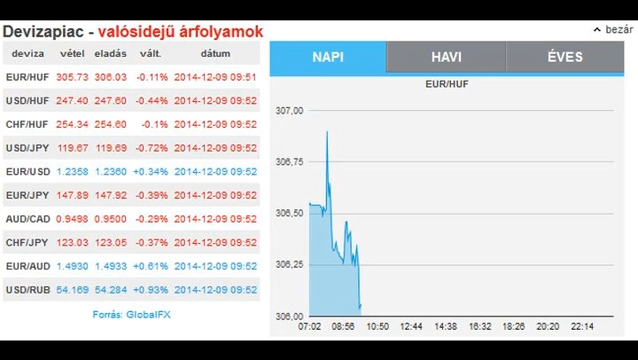 Devizapiac - valósidejű árfolyamok
bezár
deviza vétel eladás vált. dátum
EUR/HUF 305.73 306.03 -0.11% 2014-12-09 09:51
USD/HUF 247.40 247.60 -0.44% 2014-12-09 09:52
CHF/HUF 254.34 254.60 -0.1% 2014-12-09 09:52
USD/JPY 119.67 119.69 -0.72% 2014-12-09 09:52
EUR/USD 1.2358 1.2360 +0.34% 2014-12-09 09:52
EUR/JPY 147.89 147.92 -0.39% 2014-12-09 09:52
AUD/CAD 0.9498 0.9500 -0.29% 2014-12-09 09:52
CHF/JPY 123.03 123.05 -0.37% 2014-12-09 09:52
EUR/AUD 1.4930 1.4933 +0.61% 2014-12-09 09:52
USD/RUB 54.169 54.284 +0.93% 2014-12-09 09:52
Forrás: GlobalFX
NAPI HAVI ÉVES
EUR/HUF
307,00
306,75
306,50
306,25
306,00
07:02 08:56 10:50 12:44 14:38 16:32 18:26 20:20 22:14